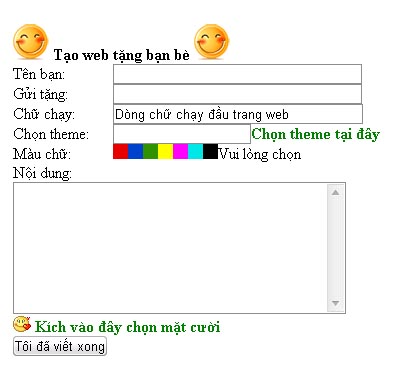 Tạo web tặng bạn bè
Tên bạn:
Gửi tặng:
Chữ chạy: Dòng chữ chạy đầu trang web
Chọn theme: Chọn theme tại đây
Màu chữ: Vui lòng chọn
Nội dung:
Kích vào đây chọn mặt cười
Tôi đã viết xong